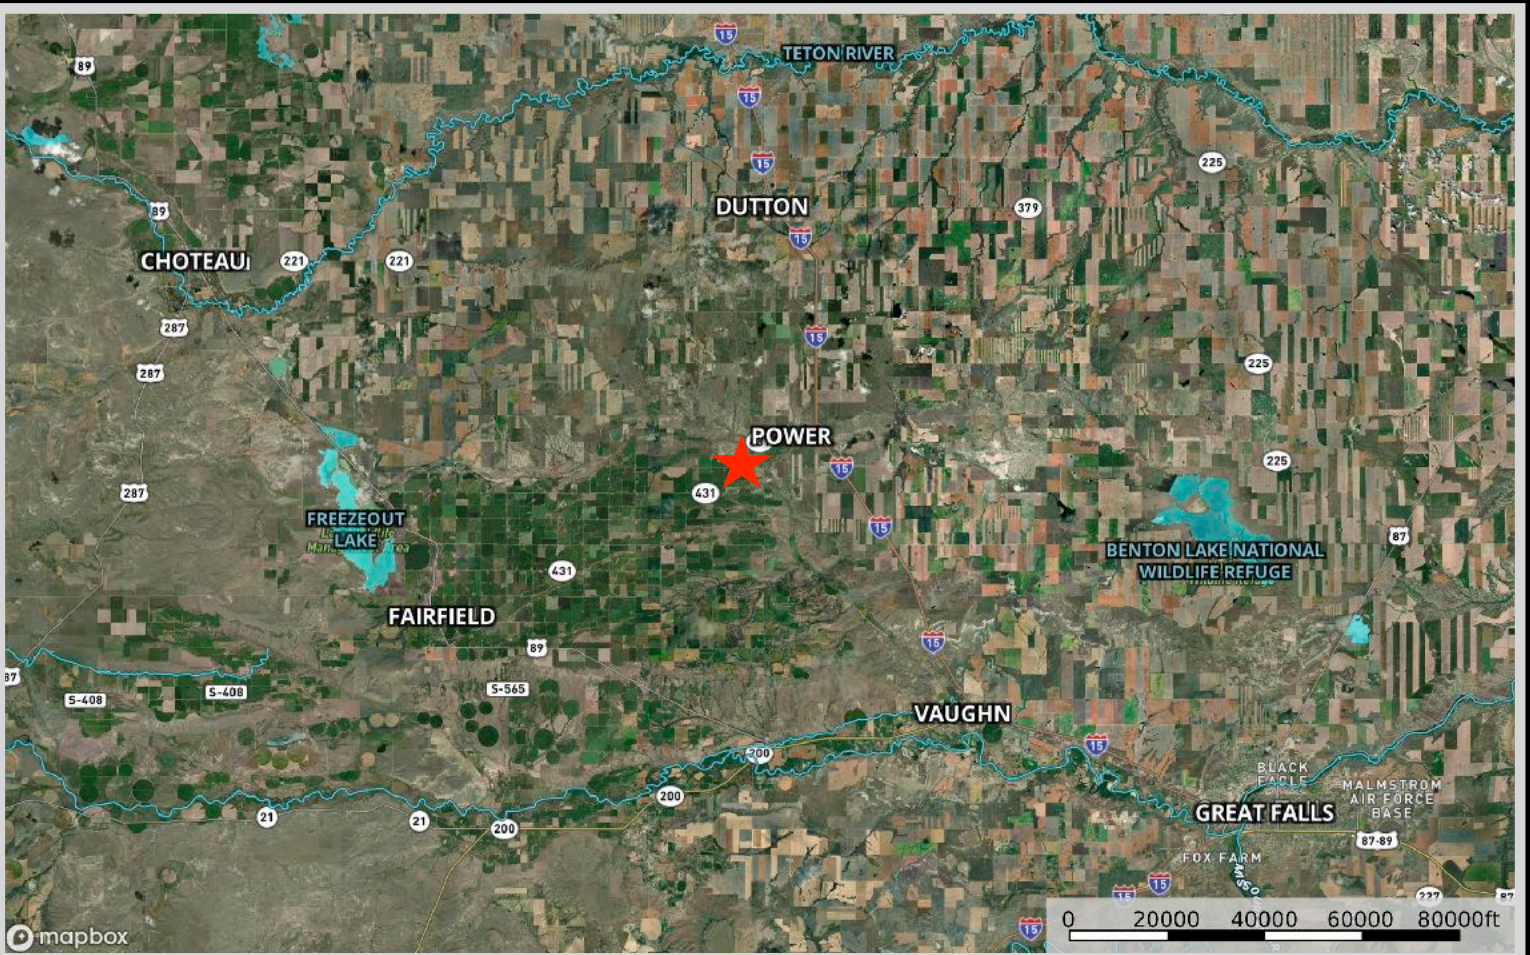 15
TETON RIVER
89
15
15
225
DUTTON
379
89
15
CHOTEAU
221
221
287
15
225
287
POWER
225
15
287
431
FREEZEOUT
LAKE
15
87
BENTON LAKE NATIONAL
WILDLIFE REFUGE
431
FAIRFIELD
15
89
87
S-565
S-408
S-408
VAUGHN
15
200
BLACK
EAGLE
MALMSTROM
AIR FORCE
BASE
200
GREAT FALLS
21
21
200
87-89
FOX FARM
15
15
87
0 20000 40000 60000 80000ft
15
mapbox